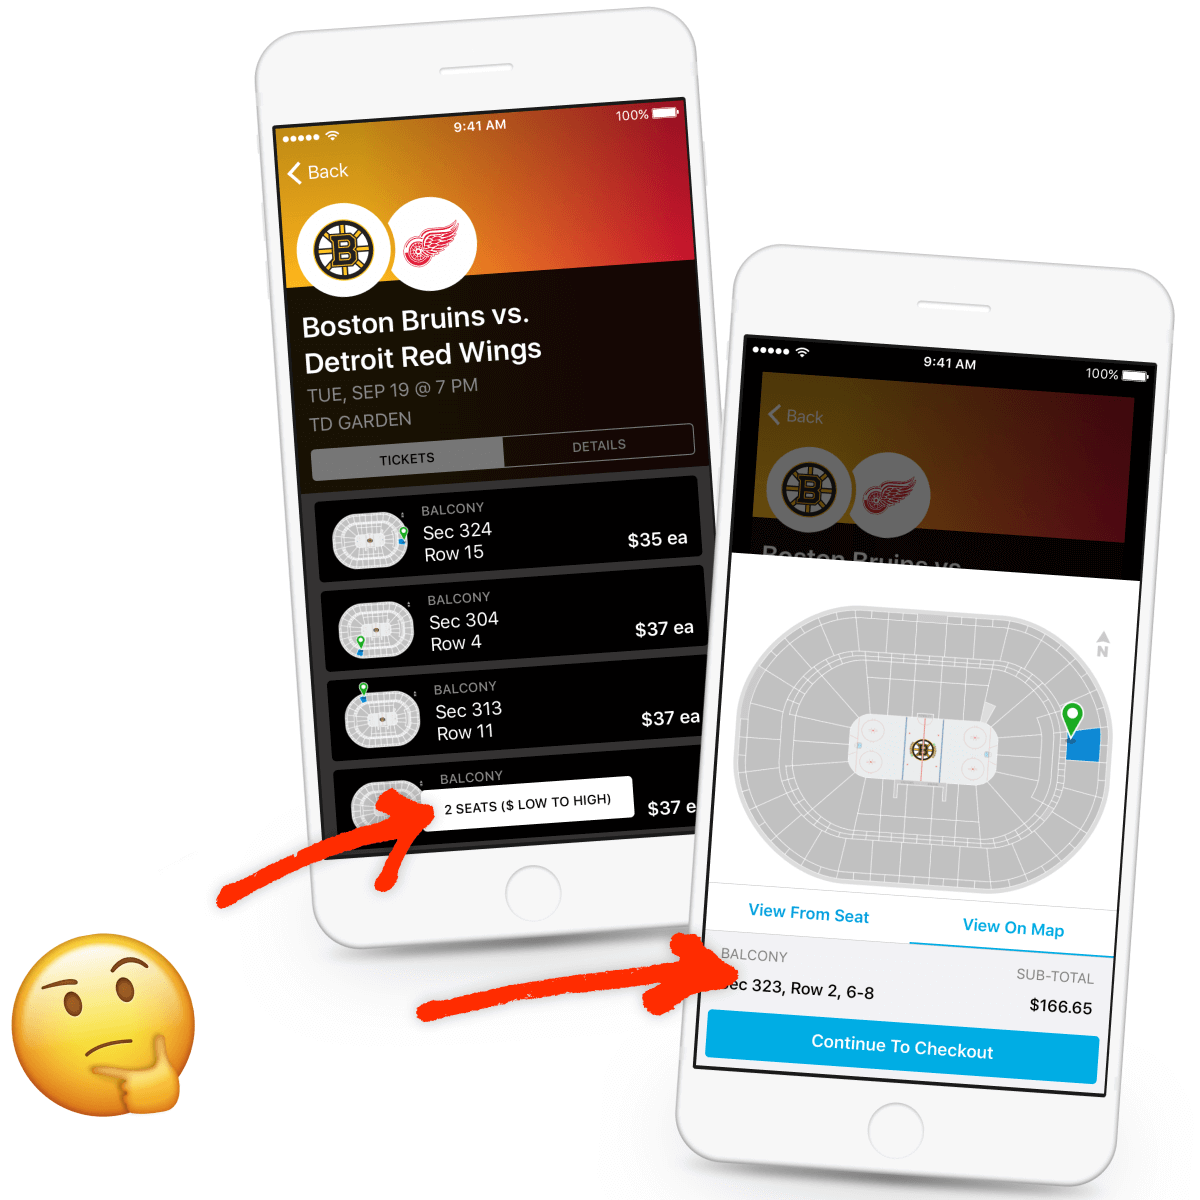 9:41 AM
100%
Back
B
Boston Bruins vs.
Detroit Red Wings
TUE, SEP 19 @ 7 PM
TD GARDEN
TICKETS
DETAILS
BALCONY
Sec 324
Row 15
$35 ea
BALCONY
Sec 304
Row 4
$37 ea
BALCONY
Sec 313
Row 11
$37 ea
BALCONY
2 SEATS ($ LOW TO HIGH)
$37 e
9:41 AM
100%
Back
B
Boston Bruins vs.
N
B
View From Seat
View On Map
BALCONY
SUB-TOTAL
Sec 323, Row 2, 6-8
$166.65
Continue To Checkout